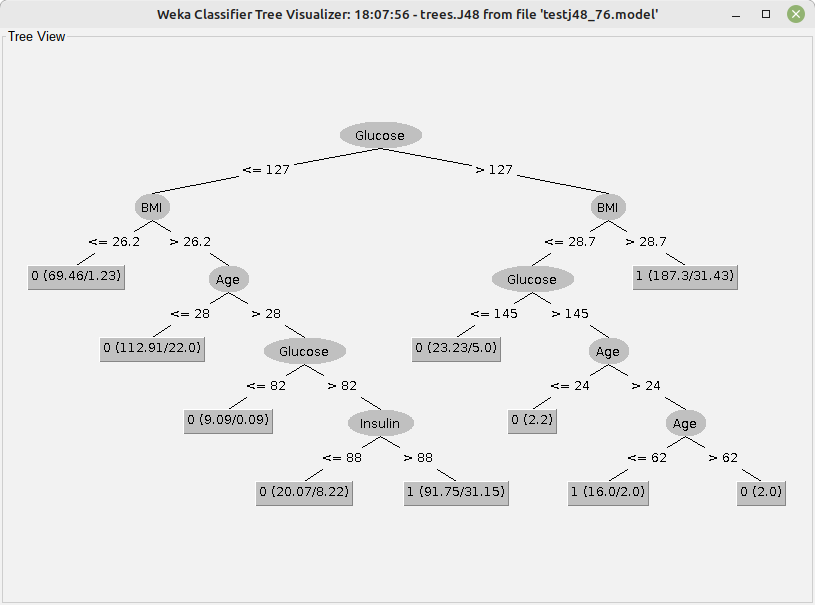 Weka Classifier Tree Visualizer: 18:07:56 - trees.J48 from file 'testj48_76.model'
Tree View
Glucose
<= 127
> 127
BMI
BMI
<= 26.2
> 26.2
<= 28.7
> 28.7
0 (69.46/1.23)
Age
Glucose
1 (187.3/31.43)
<= 28
> 28
<= 145
> 145
0 (112.91/22.0)
Glucose
0 (23.23/5.0)
Age
<= 82
> 82
<= 24
> 24
0 (9.09/0.09)
Insulin
0 (2.2)
Age
<= 88
> 88
<= 62
> 62
0 (20.07/8.22)
1 (91.75/31.15)
1 (16.0/2.0)
0 (2.0)